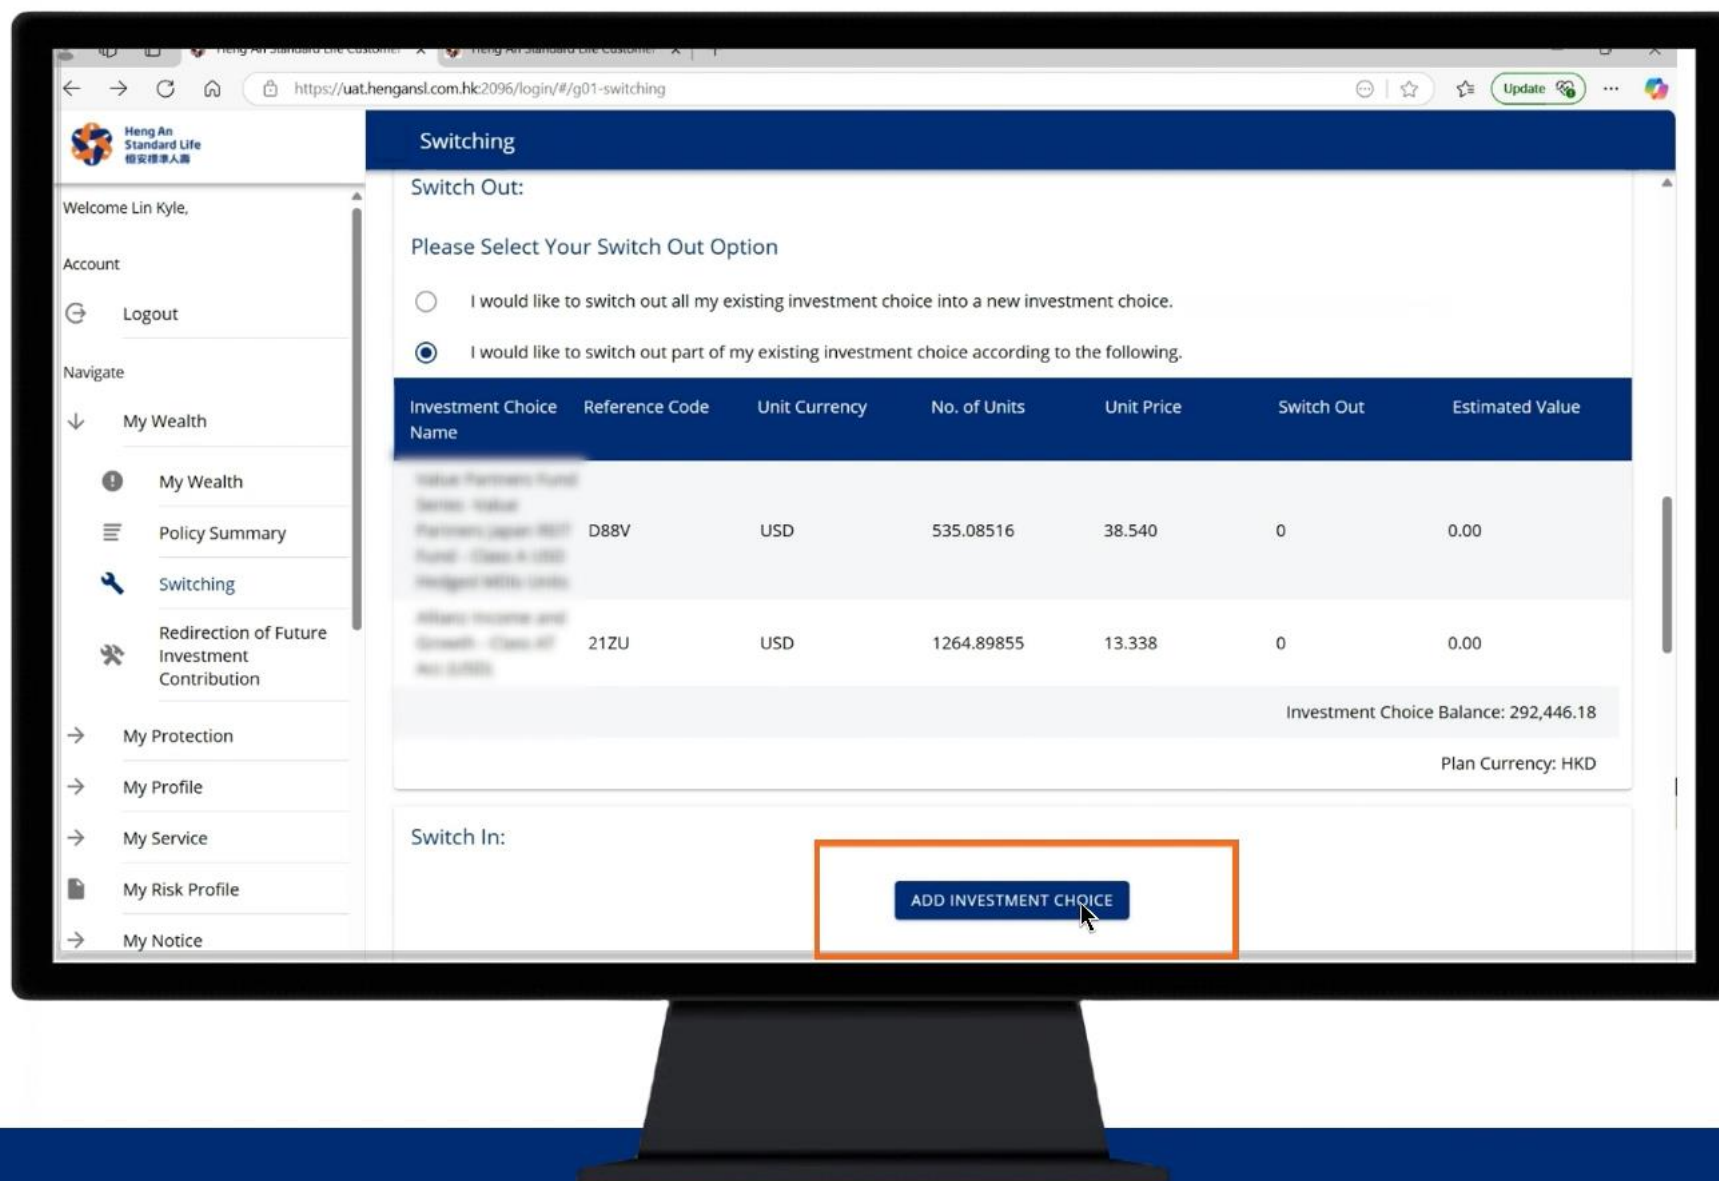 https://uat.hengansl.com.hk:2096/login/#/g01-switching
Update
Heng An
Standard Life
恒安標準人壽
Switching
Welcome Lin Kyle,
Account
Logout
Navigate
My Wealth
My Wealth
Policy Summary
Switching
Redirection of Future
Investment
Contribution
My Protection
My Profile
My Service
My Risk Profile
My Notice
Switch Out:
Please Select Your Switch Out Option
I would like to switch out all my existing investment choice into a new investment choice.
I would like to switch out part of my existing investment choice according to the following.
Investment Choice Name Reference Code Unit Currency No. of Units Unit Price Switch Out Estimated Value
D88V USD 535.08516 38.540 0 0.00
21ZU USD 1264.89855 13.338 0 0.00
Investment Choice Balance: 292,446.18
Plan Currency: HKD
Switch In:
ADD INVESTMENT CHOICE